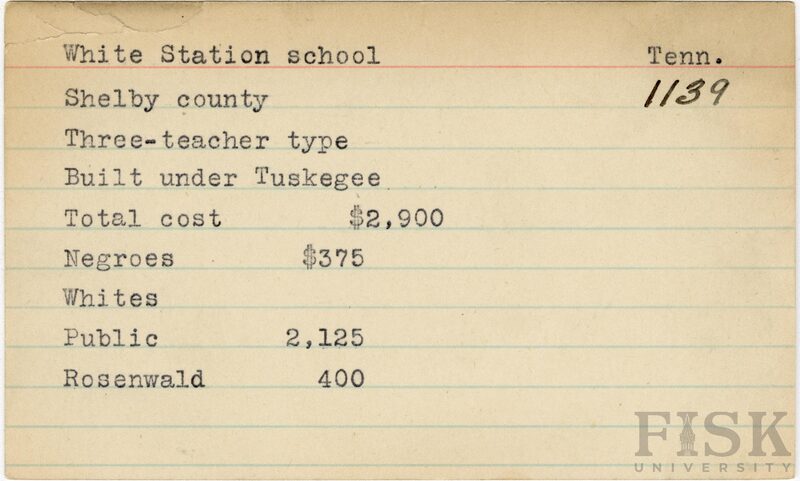 White Station school Tenn.
Shelby county 1139
Three-teacher type
Built under Tuskegee
Total cost $2,900
Negroes $375
Whites
Public 2,125
Rosenwald 400
FISK
UNIVERSITY